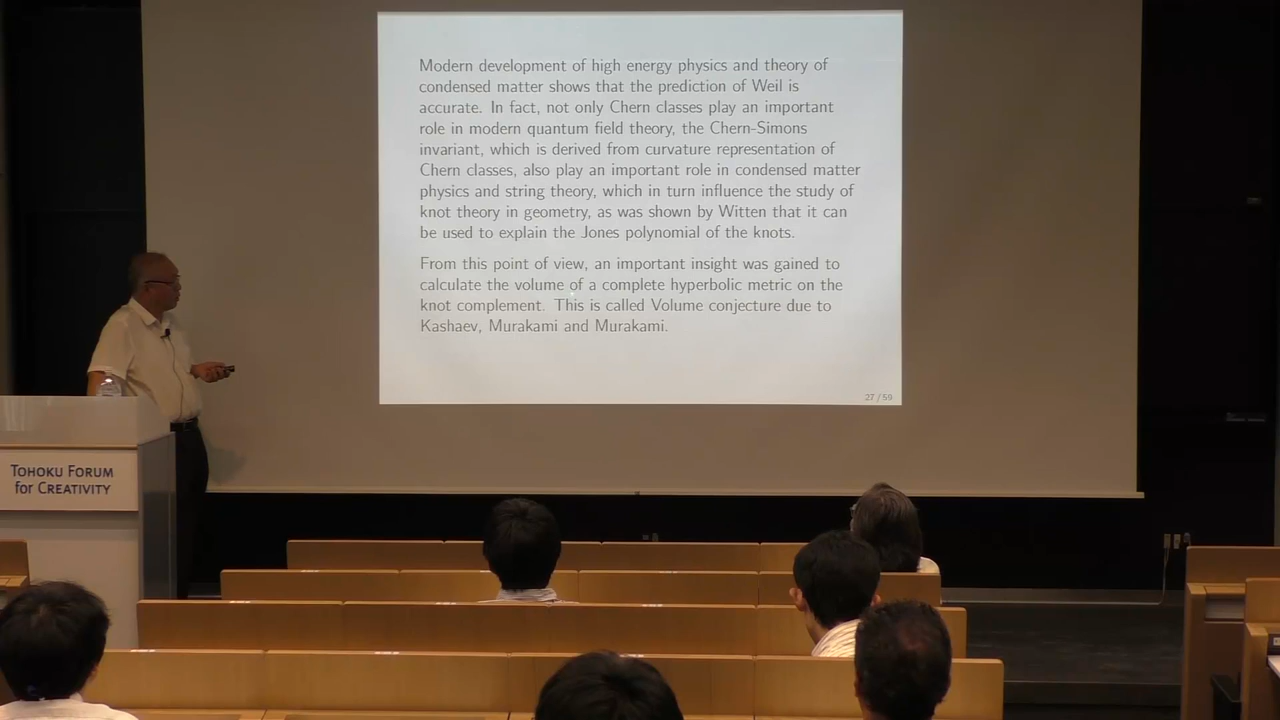 Modern development of high energy physics and theory of
condensed matter shows that the prediction of Weil is
accurate. In fact, not only Chern classes play an important
role in modern quantum field theory, the Chern-Simons
invariant, which is derived from curvature representation of
Chern classes, also play an important role in condensed matter
physics and string theory, which in turn influence the study of
knot theory in geometry, as was shown by Witten that it can
be used to explain the Jones polynomial of the knots.
From this point of view, an important insight was gained to
calculate the volume of a complete hyperbolic metric on the
knot complement. This is called Volume conjecture due to
Kashaev, Murakami and Murakami.
27 / 59
TOHOKU FORUM
for CREATIVITY